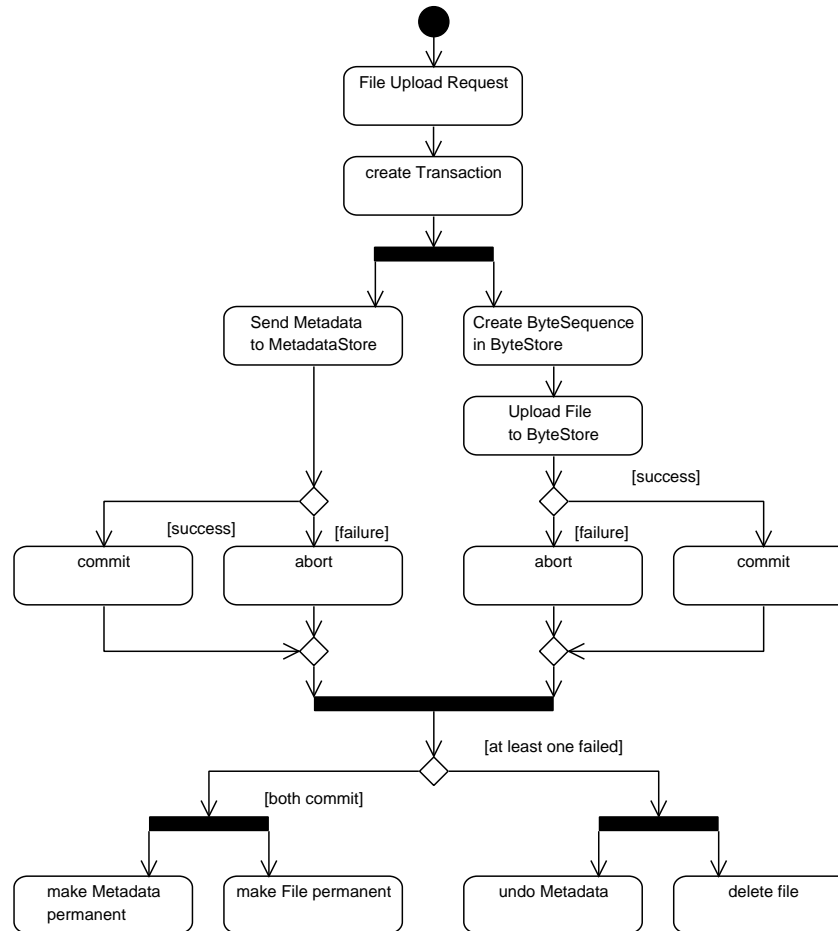 File Upload Request
create Transaction
Send Metadata
to MetadataStore
Create ByteSequence
in ByteStore
Upload File
to ByteStore
[success]
[success]
[failure]
[failure]
commit
abort
abort
commit
[at least one failed]
[both commit]
make Metadata
permanent
make File permanent
undo Metadata
delete file